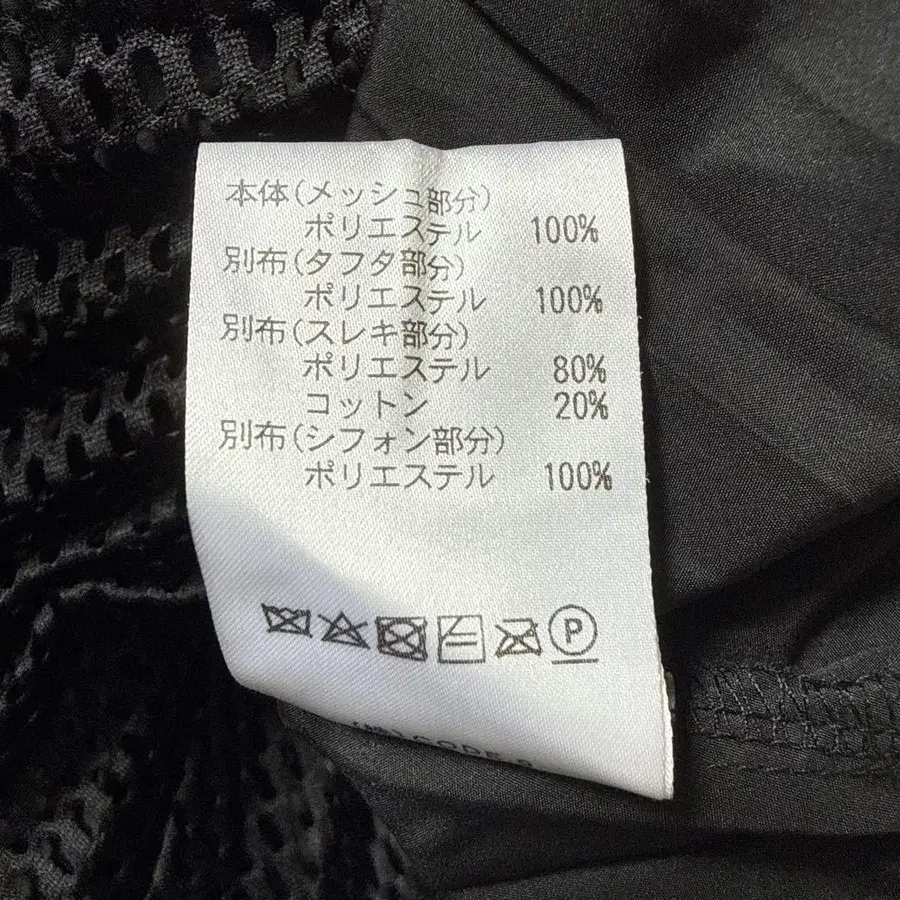 本体(メッシュ部分)
ポリエステル 100%
別布(タフタ部分)
ポリエステル 100%
別布(スレキ部分)
ポリエステル 80%
コットン 20%
別布(シフォン部分)
ポリエステル 100%
P